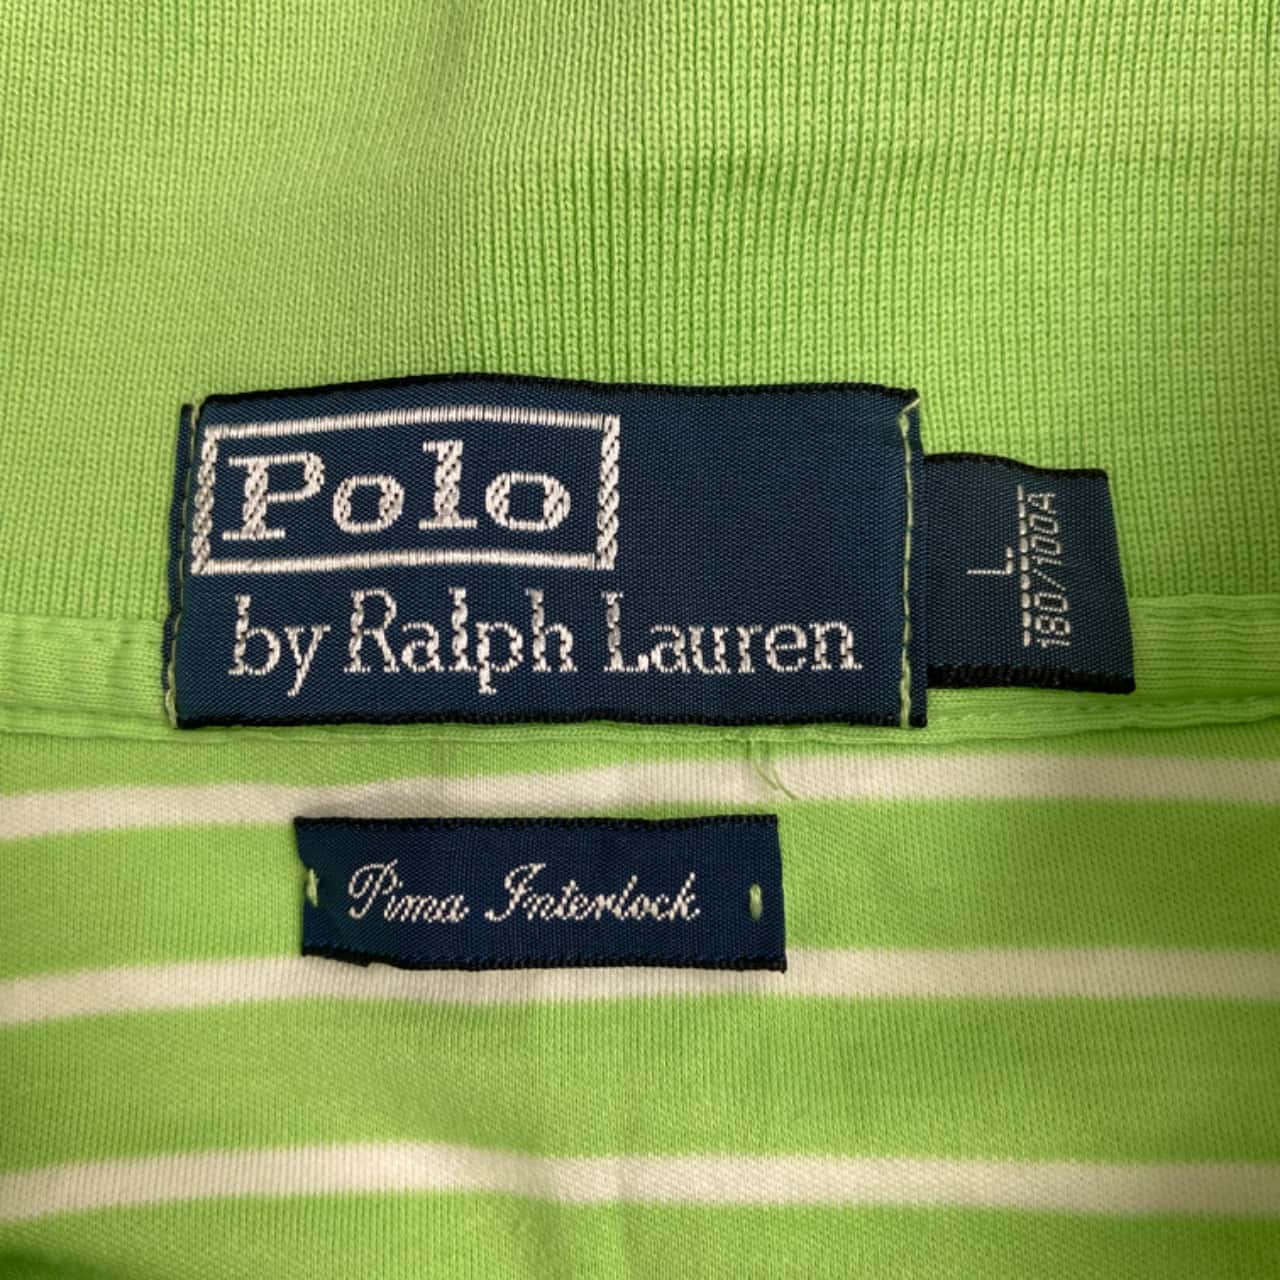 Polo
by Ralph Lauren
L
180/100A
Pima Interlock